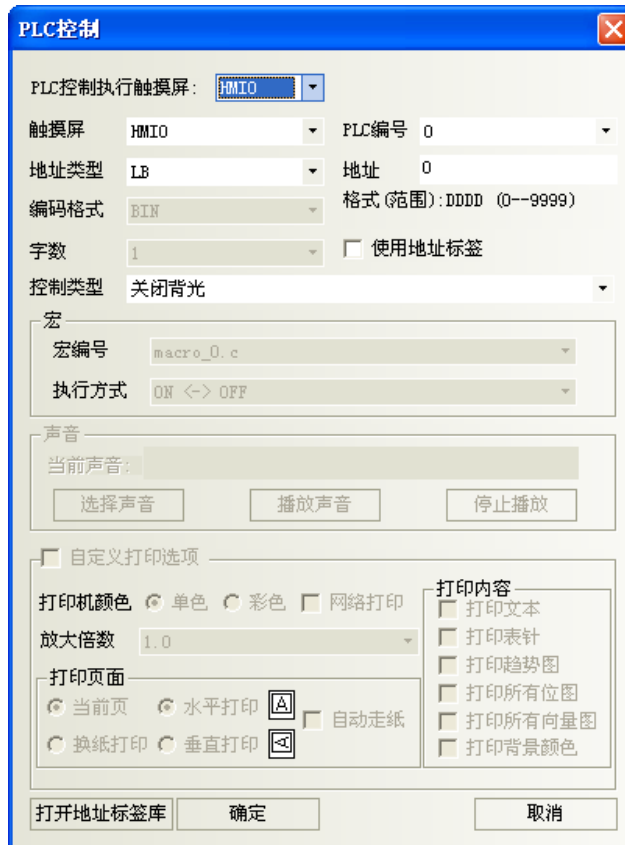 PLC控制
PLC控制执行触摸屏: HMI0
触摸屏 HMI0 PLC编号 0
地址类型 LB 地址 0
编码格式 BIN 格式(范围):DDDD (0--9999)
字数 1 使用地址标签
控制类型 关闭背光
宏
宏编号 macro_0.c
执行方式 ON <-> OFF
声音
当前声音:
选择声音 播放声音 停止播放
自定义打印选项
打印机颜色 单色 彩色 网络打印
放大倍数 1.0
打印页面
当前页 水平打印 A 自动走纸
换纸打印 垂直打印 A
打印内容
打印文本
打印表针
打印趋势图
打印所有位图
打印所有向量图
打印背景颜色
打开地址标签库 确定 取消